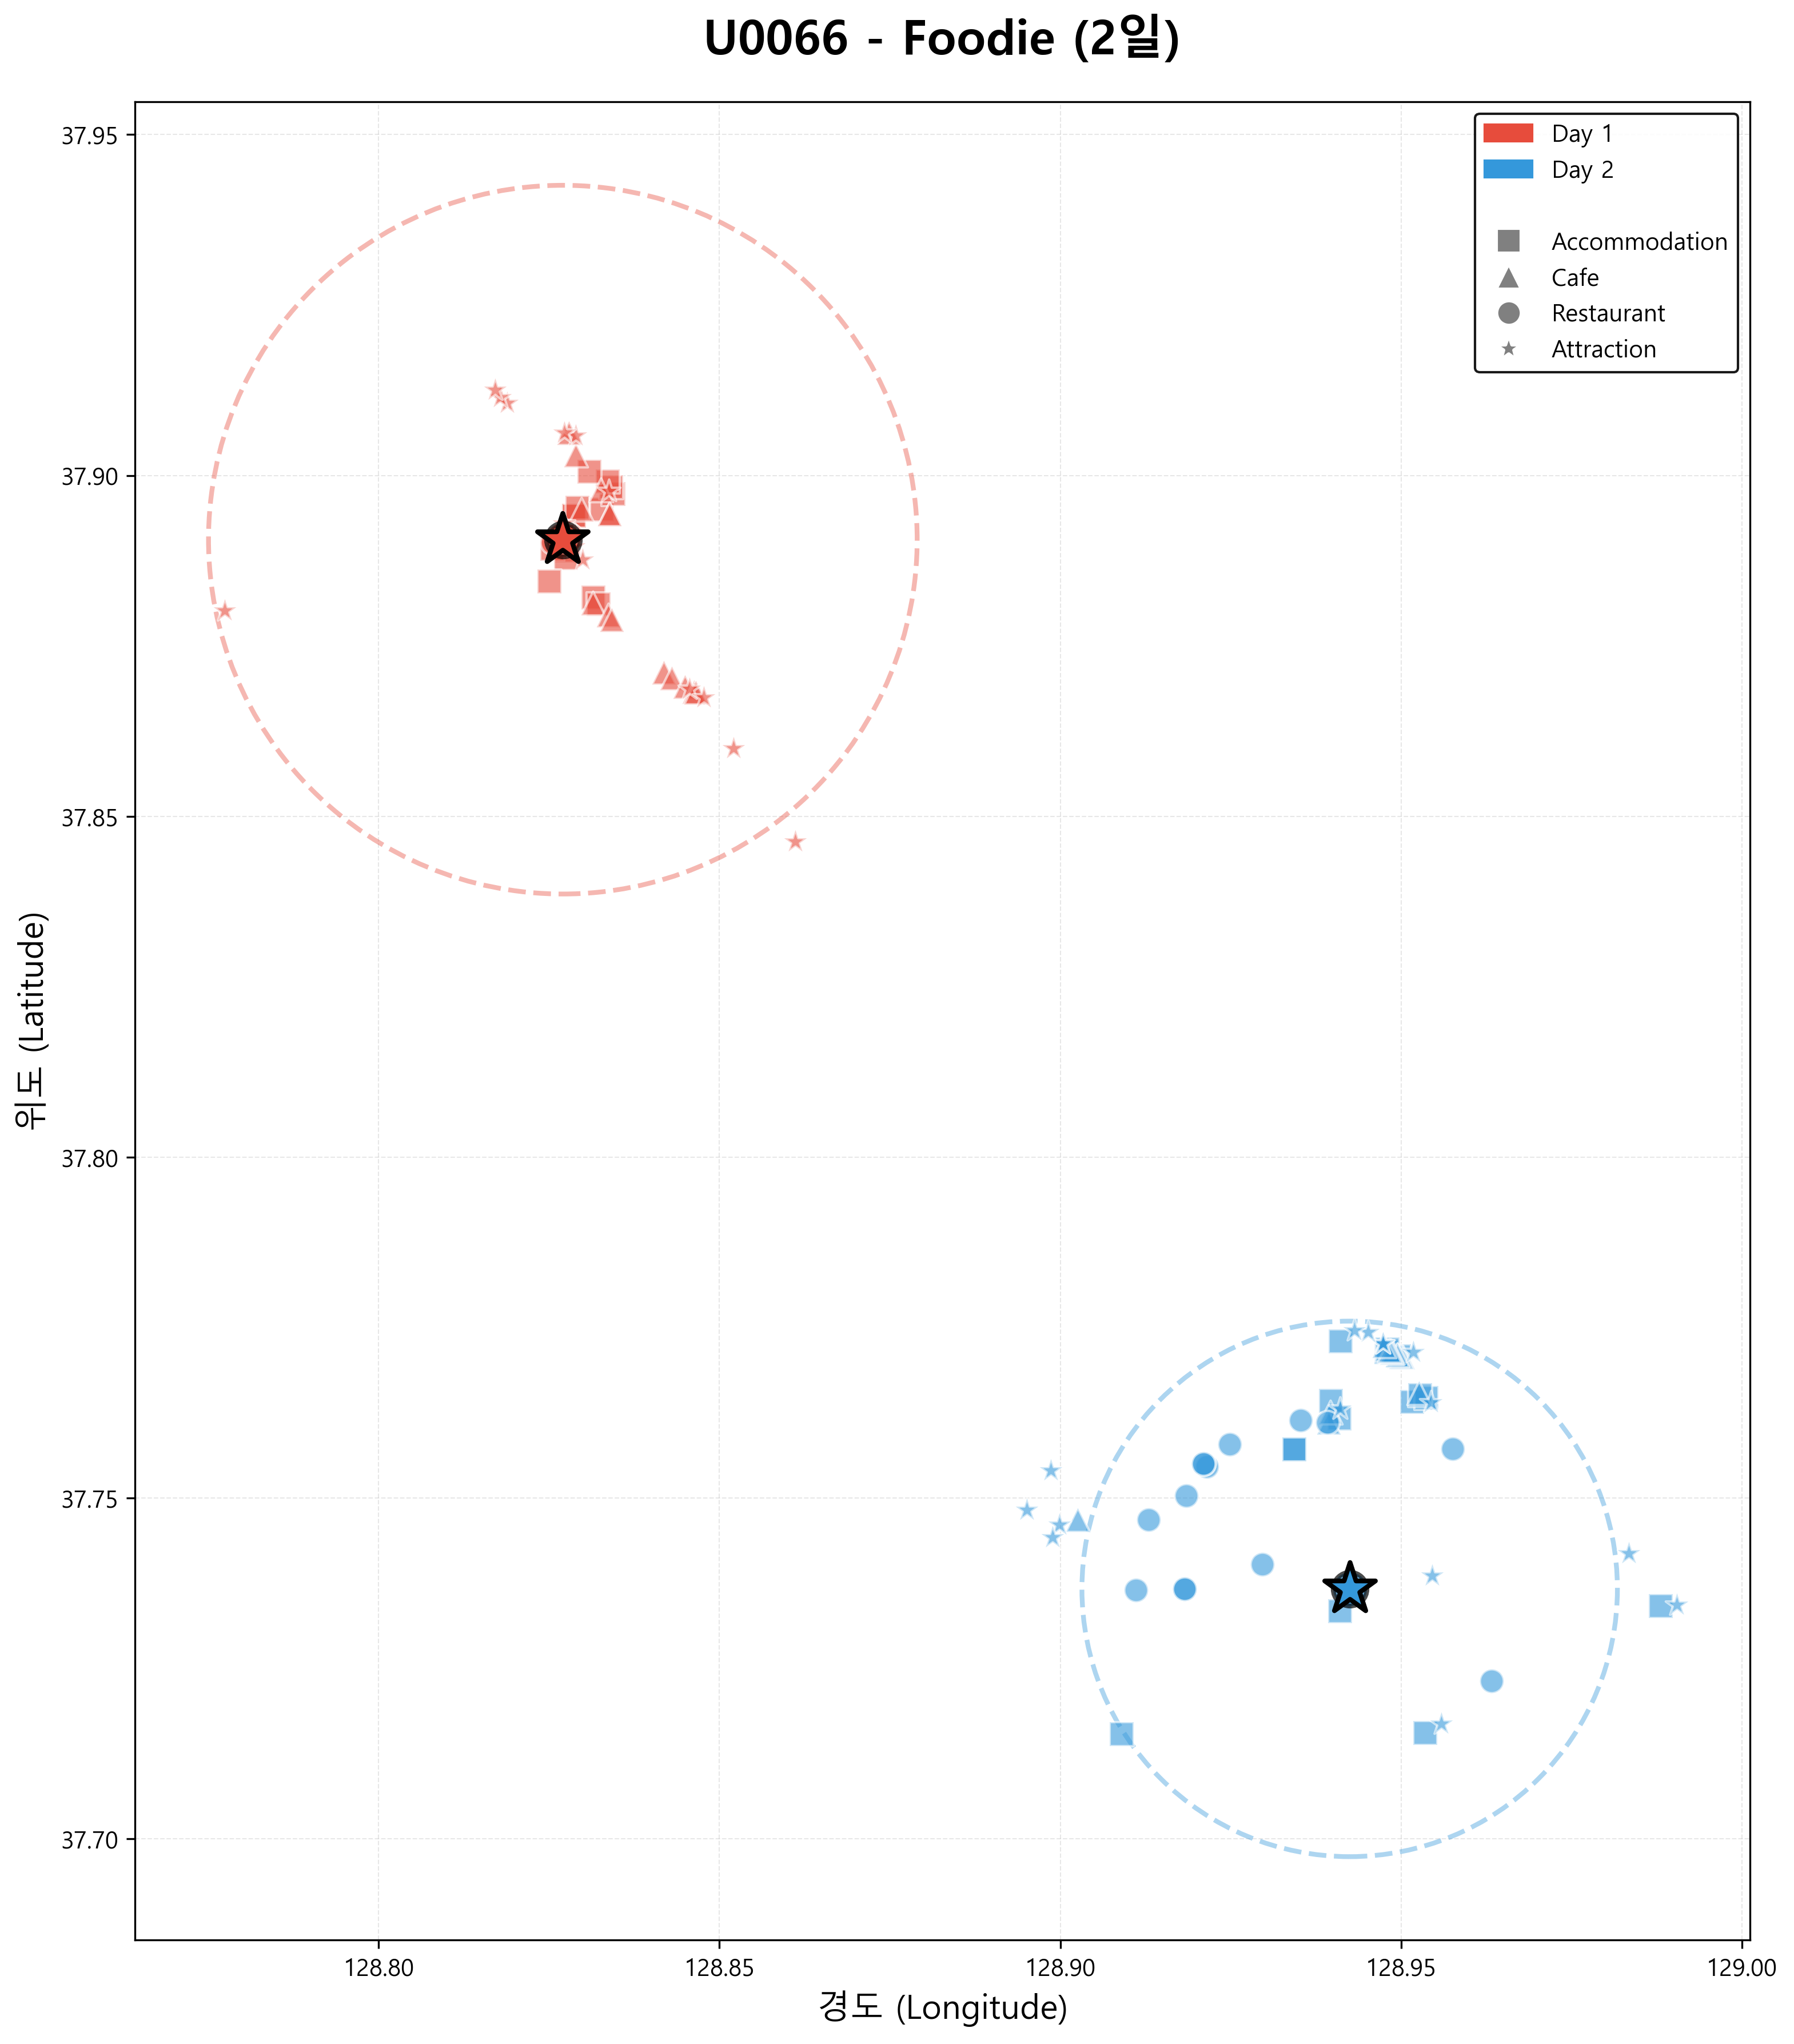 U0066 - Foodie (2일)
Day 1
Day 2
Accommodation
Cafe
Restaurant
Attraction
37.95
37.90
37.85
37.80
37.75
37.70
위도 (Latitude)
128.80
128.85
128.90
128.95
129.00
경도 (Longitude)